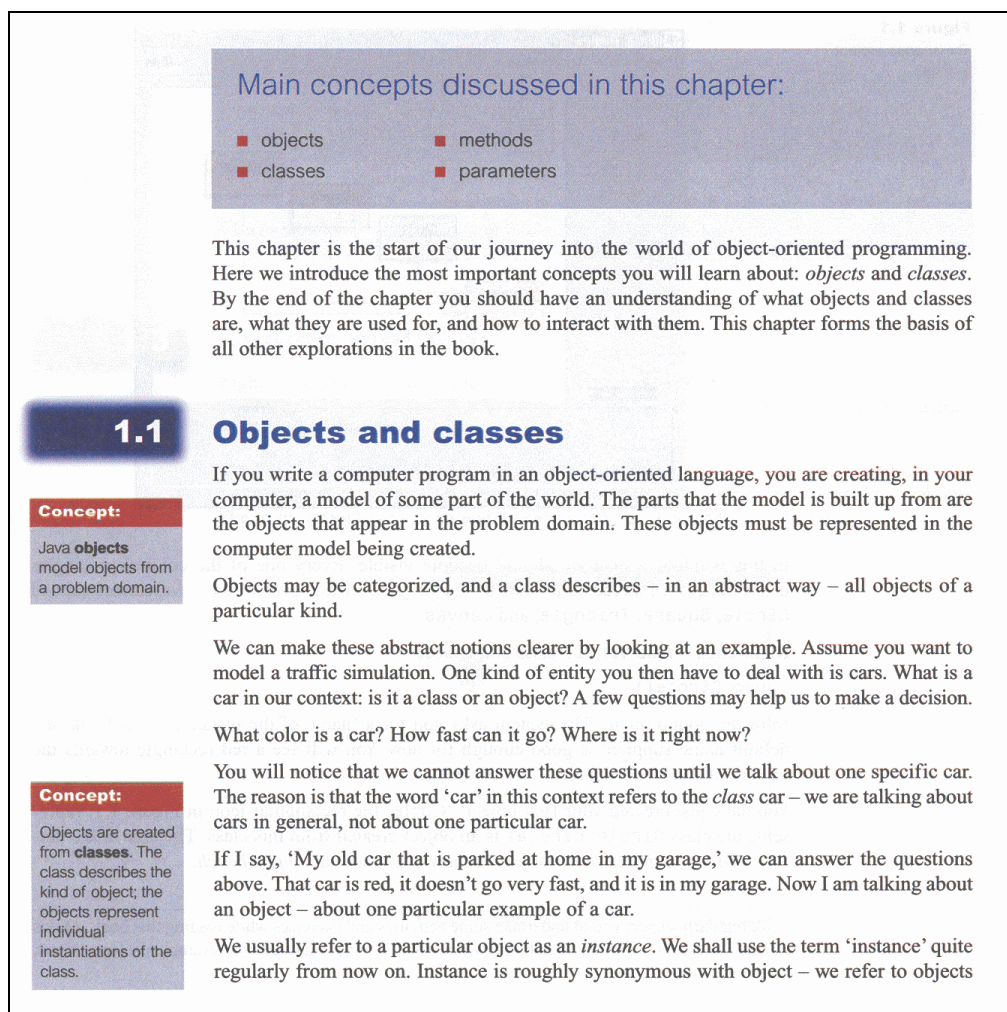 Main concepts discussed in this chapter:
■ objects
■ classes
■ methods
■ parameters
This chapter is the start of our journey into the world of object-oriented programming.
Here we introduce the most important concepts you will learn about: objects and classes.
By the end of the chapter you should have an understanding of what objects and classes
are, what they are used for, and how to interact with them. This chapter forms the basis of
all other explorations in the book.
1.1 Objects and classes
If you write a computer program in an object-oriented language, you are creating, in your
computer, a model of some part of the world. The parts that the model is built up from are
the objects that appear in the problem domain. These objects must be represented in the
computer model being created.
Concept:
Java objects
model objects from
a problem domain.
Objects may be categorized, and a class describes – in an abstract way – all objects of a
particular kind.
We can make these abstract notions clearer by looking at an example. Assume you want to
model a traffic simulation. One kind of entity you then have to deal with is cars. What is a
car in our context: is it a class or an object? A few questions may help us to make a decision.
What color is a car? How fast can it go? Where is it right now?
You will notice that we cannot answer these questions until we talk about one specific car.
The reason is that the word ‘car’ in this context refers to the class car – we are talking about
cars in general, not about one particular car.
Concept:
Objects are created
from classes. The
class describes the
kind of object; the
objects represent
individual
instantiations of the
class.
If I say, ‘My old car that is parked at home in my garage,’ we can answer the questions
above. That car is red, it doesn’t go very fast, and it is in my garage. Now I am talking about
an object – about one particular example of a car.
We usually refer to a particular object as an instance. We shall use the term ‘instance’ quite
regularly from now on. Instance is roughly synonymous with object – we refer to objects